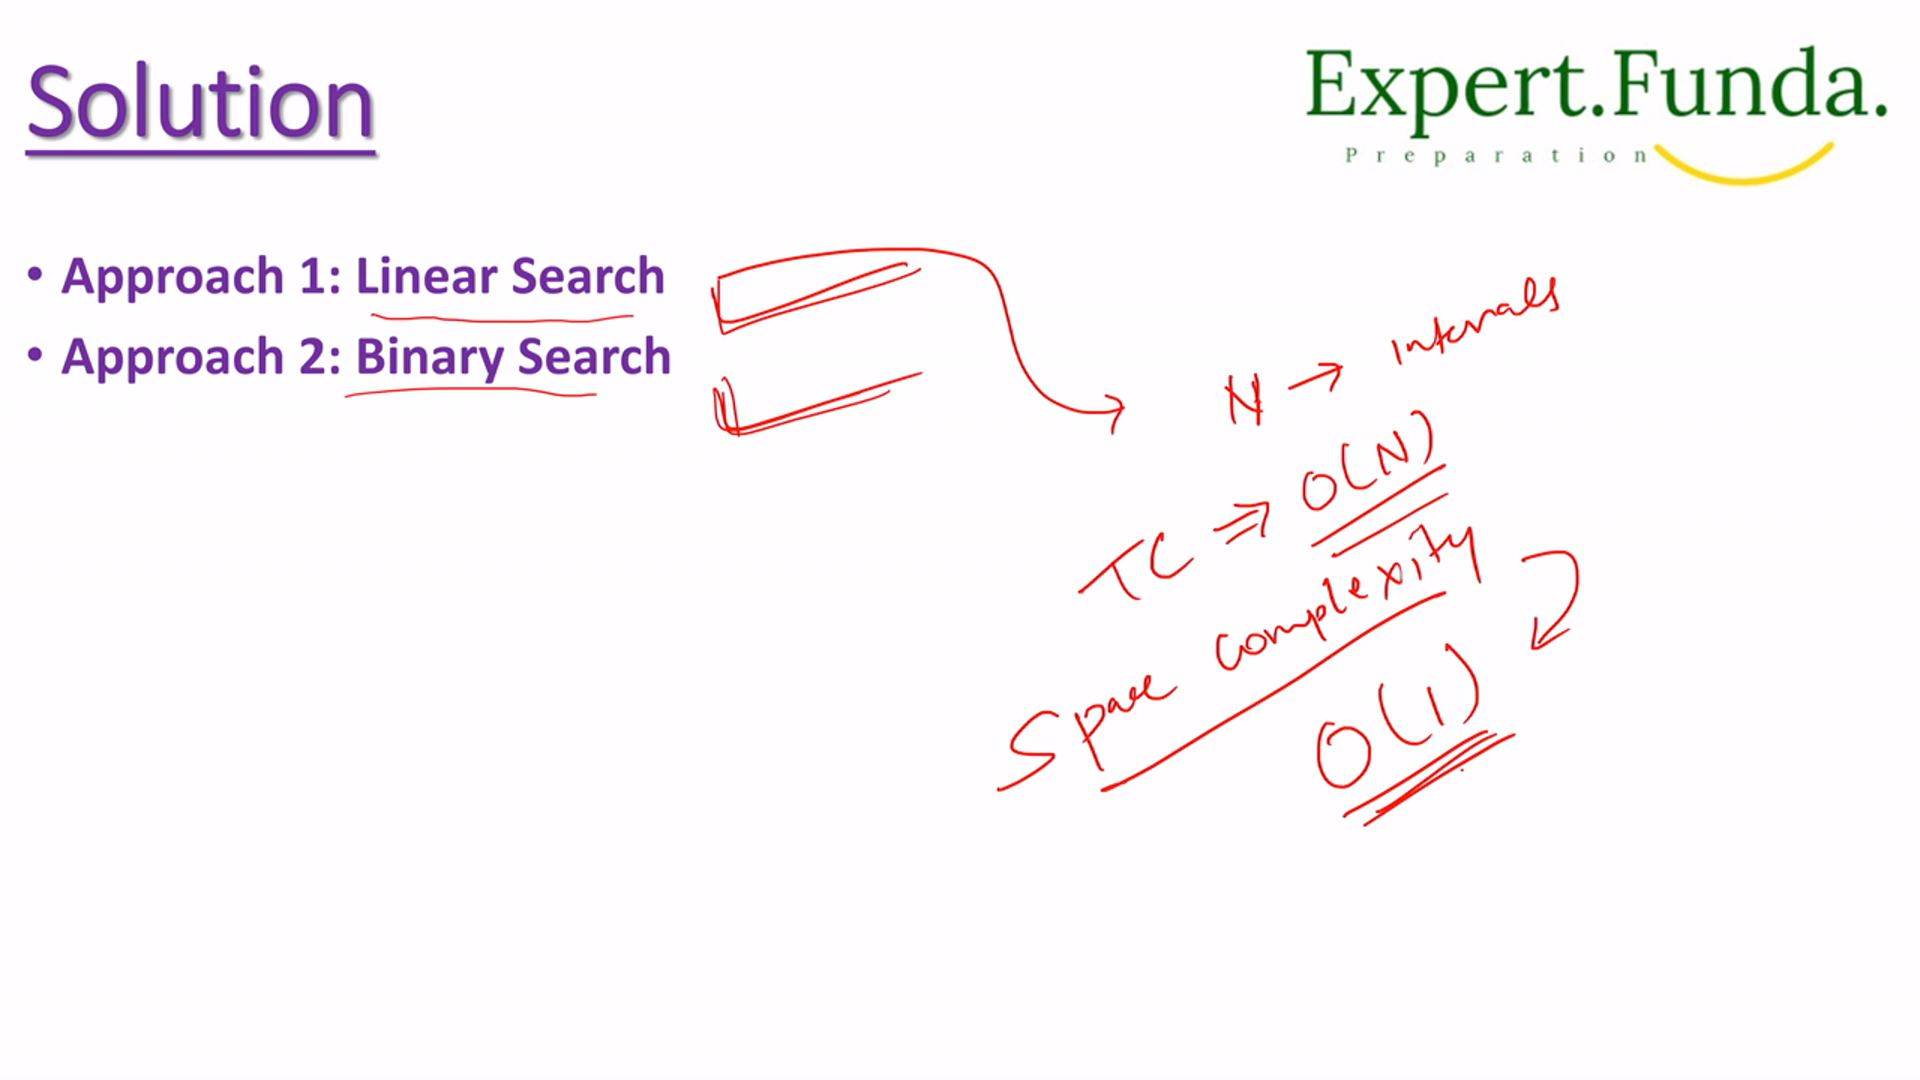 Solution
Expert.Funda.
Preparation
• Approach 1: Linear Search
• Approach 2: Binary Search
N → intervals
TC ⇒ O(N)
Space complexity
O(1)